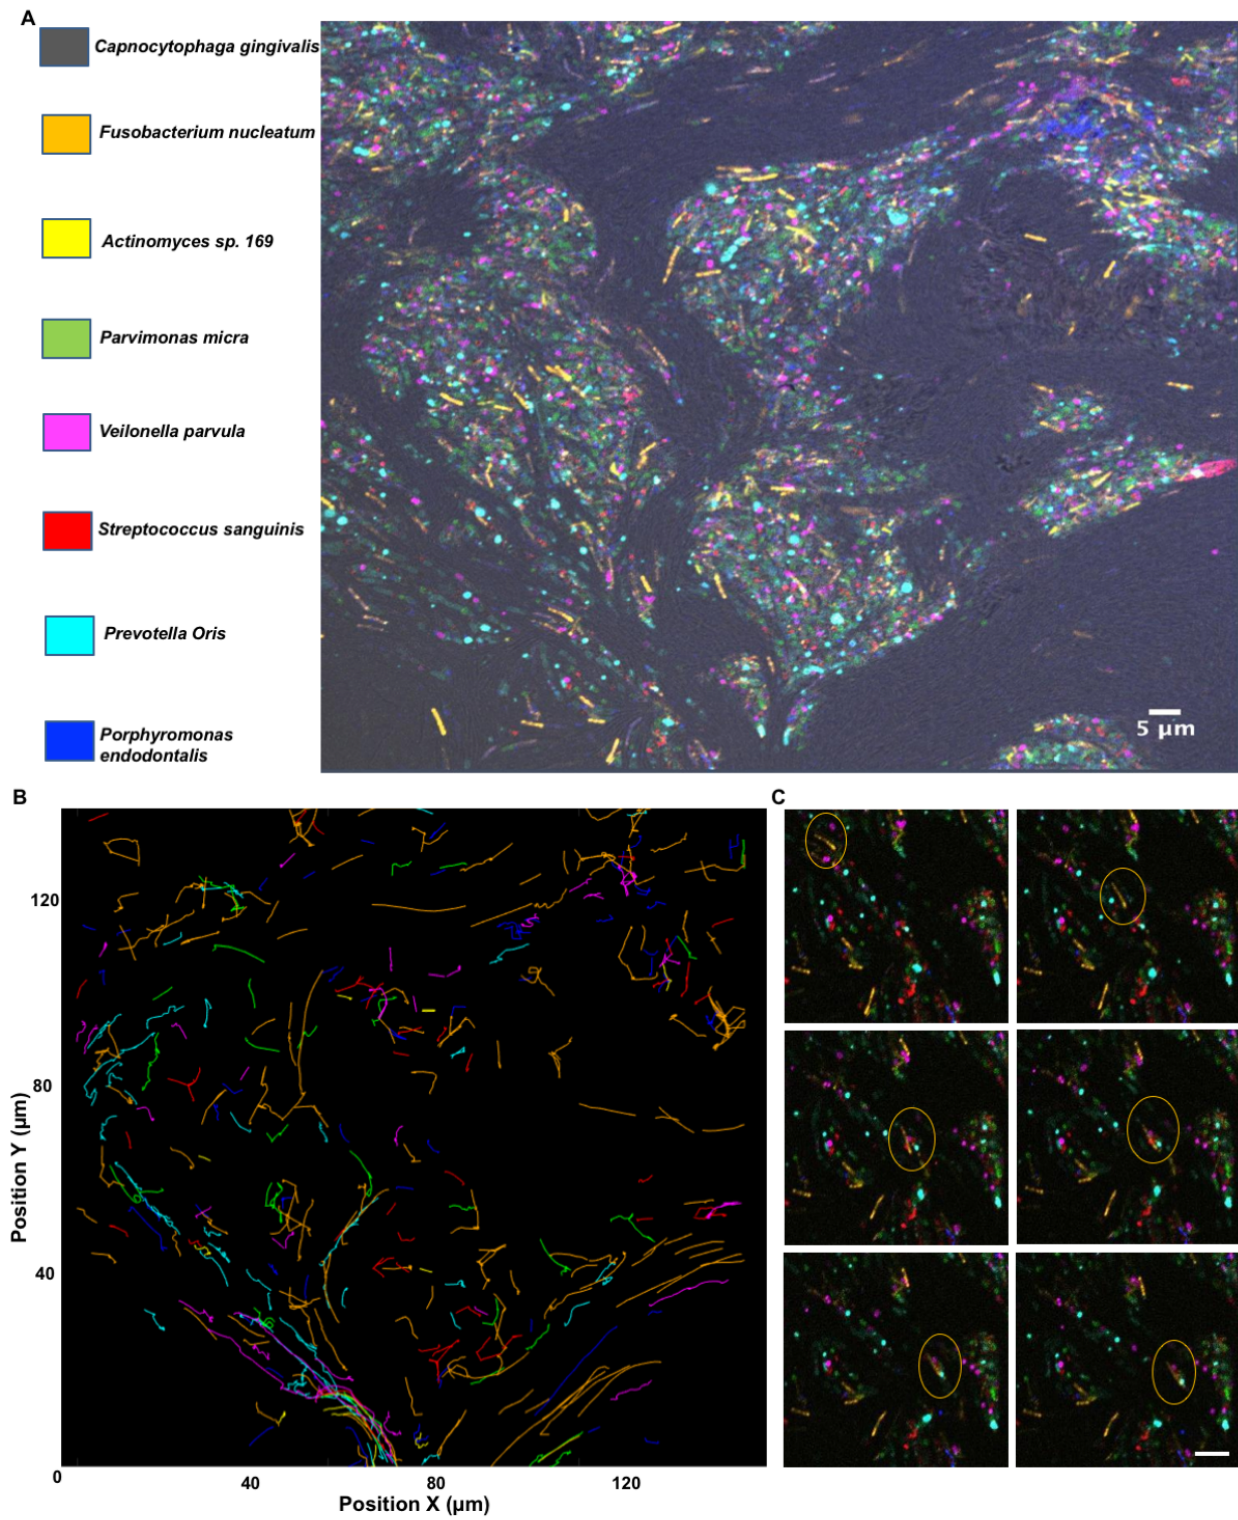 A
Capnocytophaga gingivalis
Fusobacterium nucleatum
Actinomyces sp. 169
Parvimonas micra
Veilonella parvula
Streptococcus sanguinis
Prevotella Oris
Porphyromonas
endodontalis
5 µm
B
C
120
80
40
0
Position Y (µm)
40
80
120
Position X (µm)